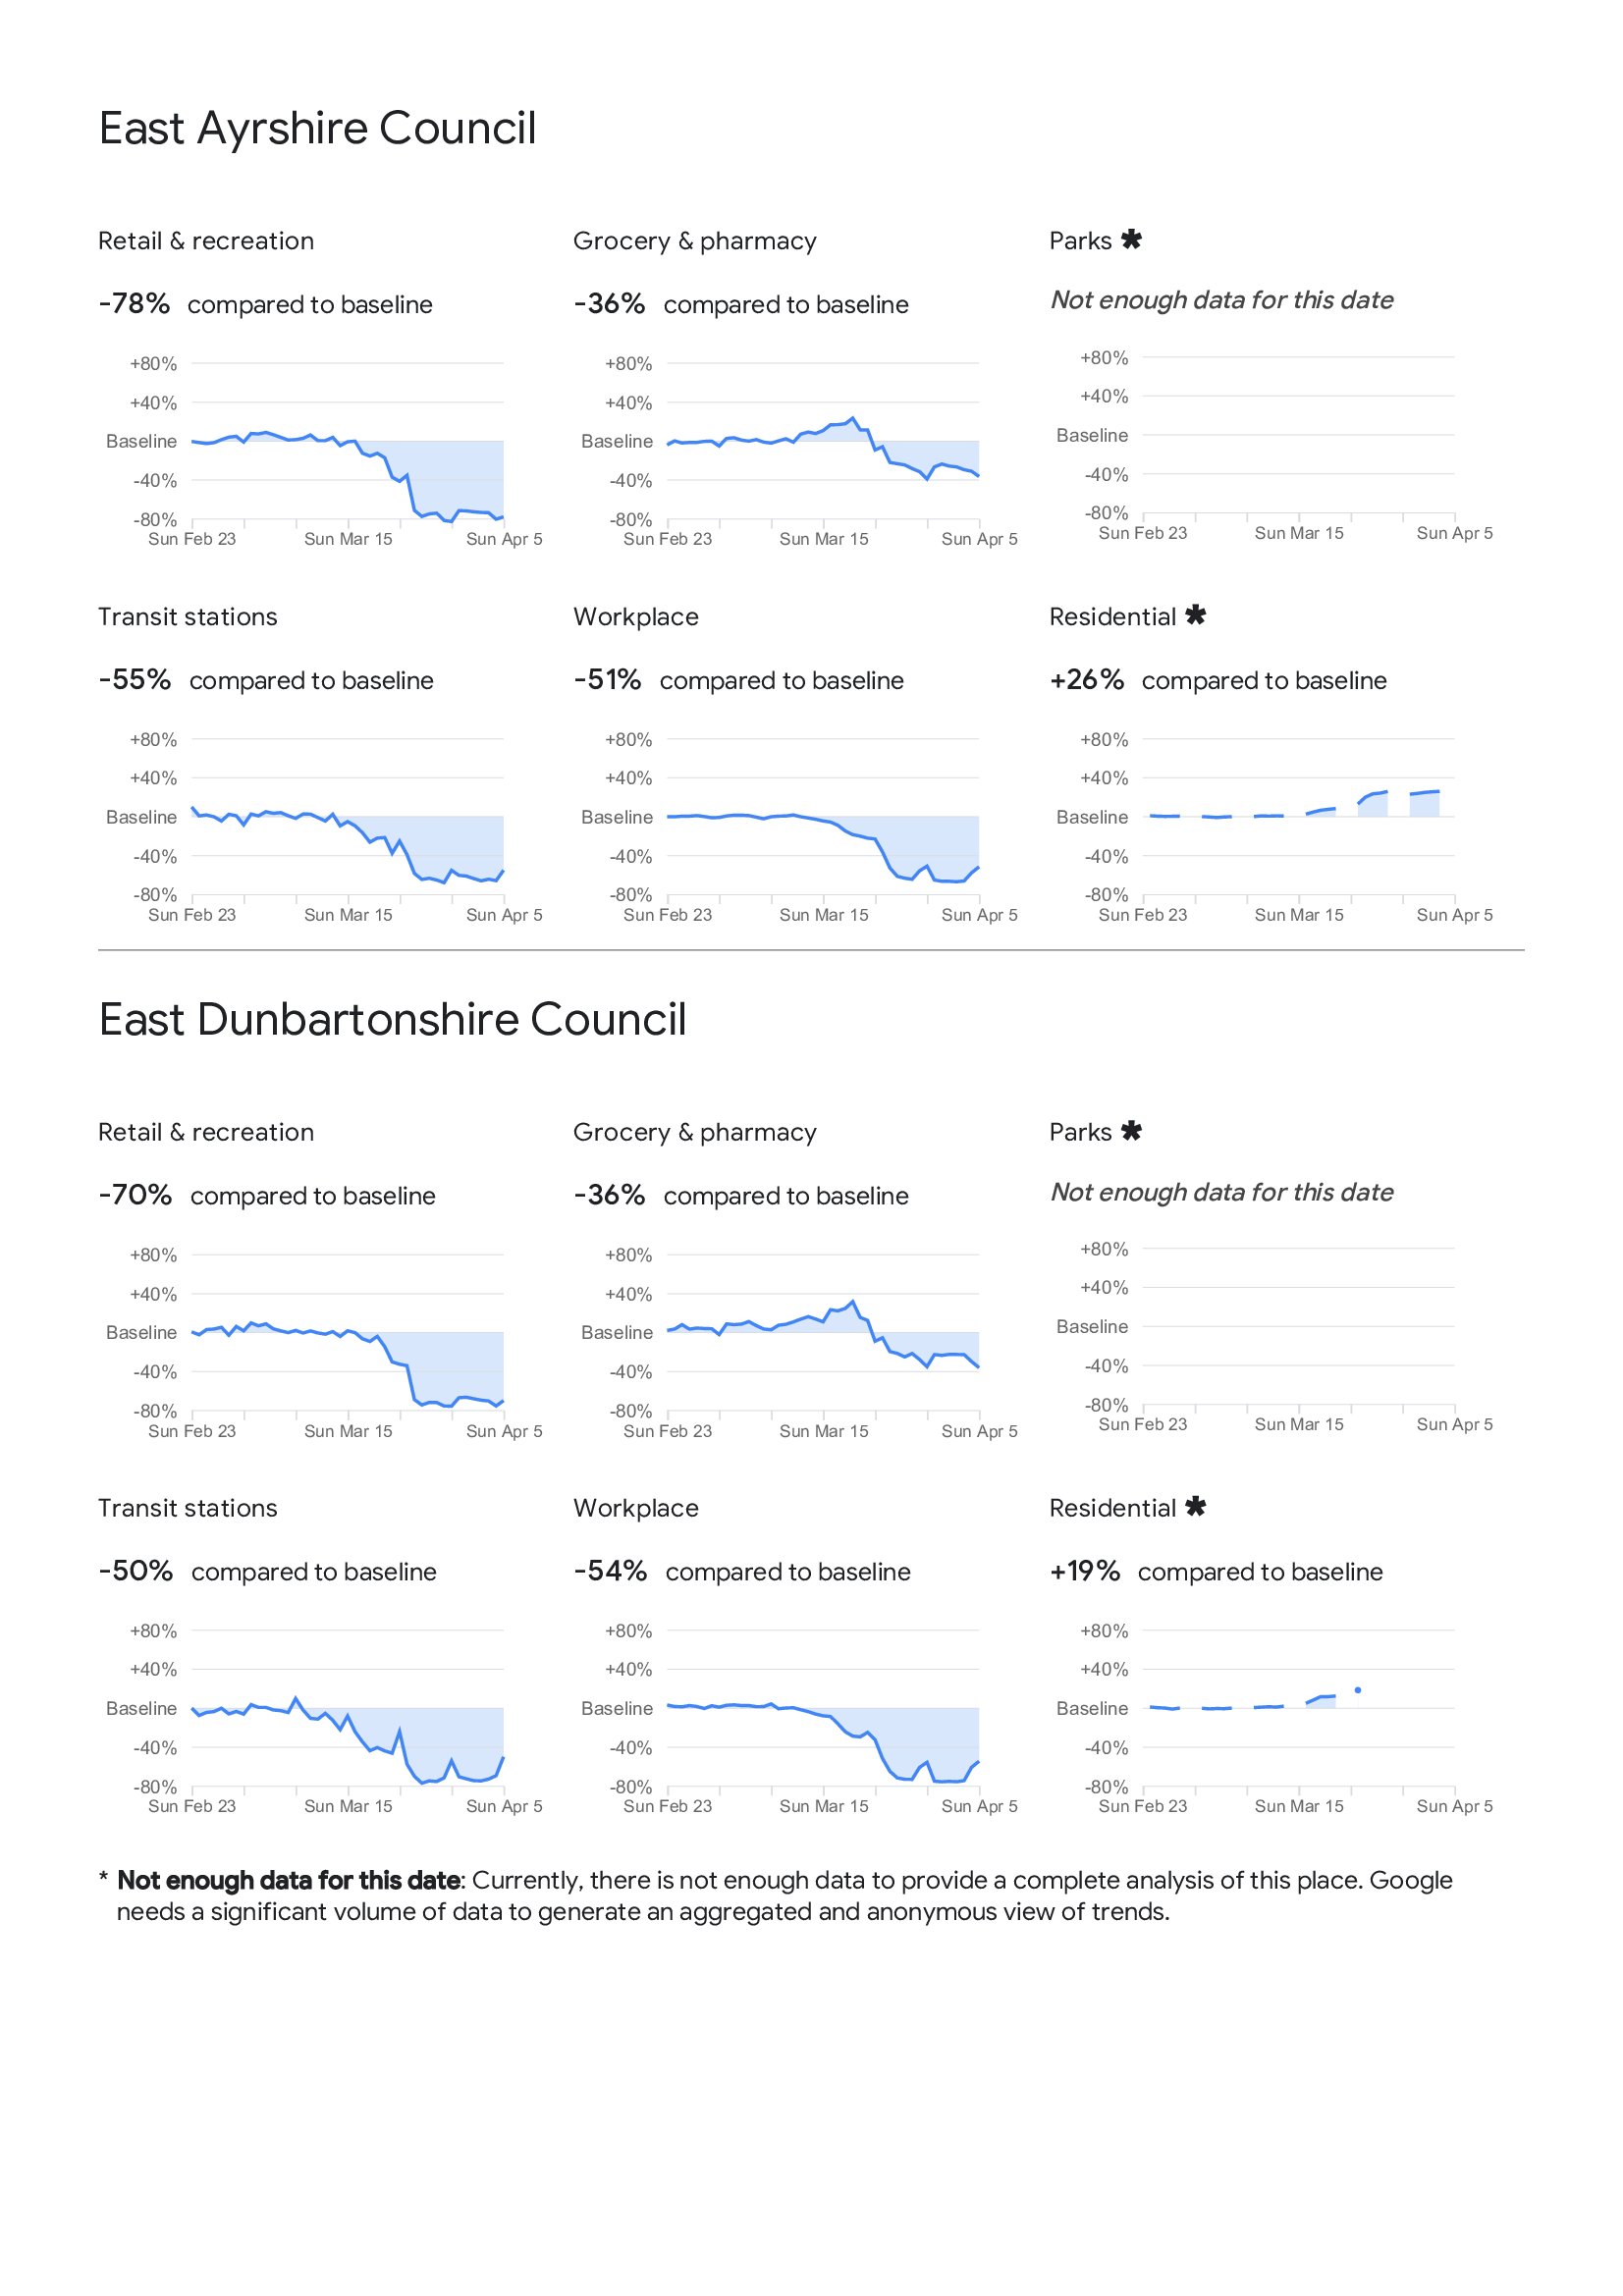 East Ayrshire Council
Retail & recreation
-78% compared to baseline
+80%
+40%
Baseline
-40%
-80%
Sun Feb 23
Sun Mar 15
Sun Apr 5
Grocery & pharmacy
-36% compared to baseline
+80%
+40%
Baseline
-40%
-80%
Sun Feb 23
Sun Mar 15
Sun Apr 5
Parks *
Not enough data for this date
+80%
+40%
Baseline
-40%
-80%
Sun Feb 23
Sun Mar 15
Sun Apr 5
Transit stations
-55% compared to baseline
+80%
+40%
Baseline
-40%
-80%
Sun Feb 23
Sun Mar 15
Sun Apr 5
Workplace
-51% compared to baseline
+80%
+40%
Baseline
-40%
-80%
Sun Feb 23
Sun Mar 15
Sun Apr 5
Residential *
+26% compared to baseline
+80%
+40%
Baseline
-40%
-80%
Sun Feb 23
Sun Mar 15
Sun Apr 5
East Dunbartonshire Council
Retail & recreation
-70% compared to baseline
+80%
+40%
Baseline
-40%
-80%
Sun Feb 23
Sun Mar 15
Sun Apr 5
Grocery & pharmacy
-36% compared to baseline
+80%
+40%
Baseline
-40%
-80%
Sun Feb 23
Sun Mar 15
Sun Apr 5
Parks *
Not enough data for this date
+80%
+40%
Baseline
-40%
-80%
Sun Feb 23
Sun Mar 15
Sun Apr 5
Transit stations
-50% compared to baseline
+80%
+40%
Baseline
-40%
-80%
Sun Feb 23
Sun Mar 15
Sun Apr 5
Workplace
-54% compared to baseline
+80%
+40%
Baseline
-40%
-80%
Sun Feb 23
Sun Mar 15
Sun Apr 5
Residential *
+19% compared to baseline
+80%
+40%
Baseline
-40%
-80%
Sun Feb 23
Sun Mar 15
Sun Apr 5
* Not enough data for this date: Currently, there is not enough data to provide a complete analysis of this place. Google
needs a significant volume of data to generate an aggregated and anonymous view of trends.